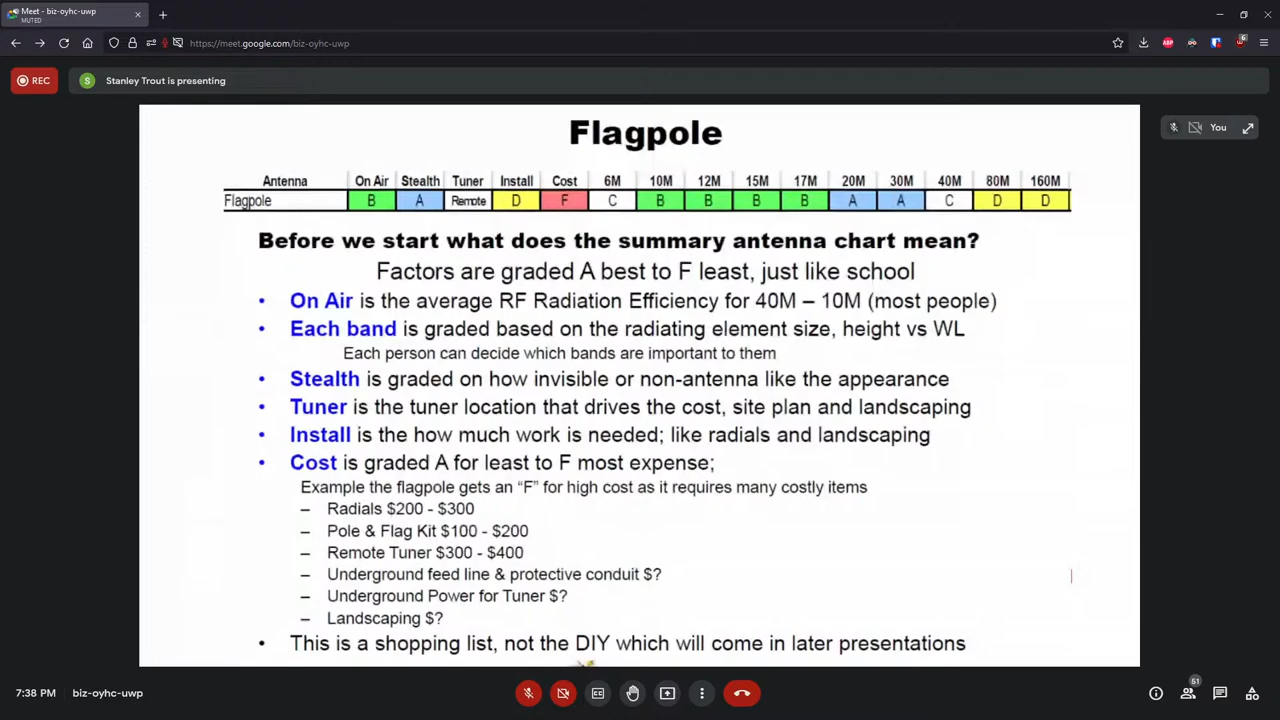 Meet - biz-oyhc-uwp
MUTED
https://meet.google.com/biz-oyhc-uwp
ABP
6
REC
S Stanley Trout is presenting
You
Flagpole
Antenna On Air Stealth Tuner Install Cost 6M 10M 12M 15M 17M 20M 30M 40M 80M 160M
Flagpole B A Remote D F C B B B B A A C D D
Before we start what does the summary antenna chart mean?
Factors are graded A best to F least, just like school
• On Air is the average RF Radiation Efficiency for 40M – 10M (most people)
• Each band is graded based on the radiating element size, height vs WL
Each person can decide which bands are important to them
• Stealth is graded on how invisible or non-antenna like the appearance
• Tuner is the tuner location that drives the cost, site plan and landscaping
• Install is the how much work is needed; like radials and landscaping
• Cost is graded A for least to F most expense;
Example the flagpole gets an “F” for high cost as it requires many costly items
– Radials $200 - $300
– Pole & Flag Kit $100 - $200
– Remote Tuner $300 - $400
– Underground feed line & protective conduit $?
– Underground Power for Tuner $?
– Landscaping $?
• This is a shopping list, not the DIY which will come in later presentations
7:38 PM biz-oyhc-uwp
51